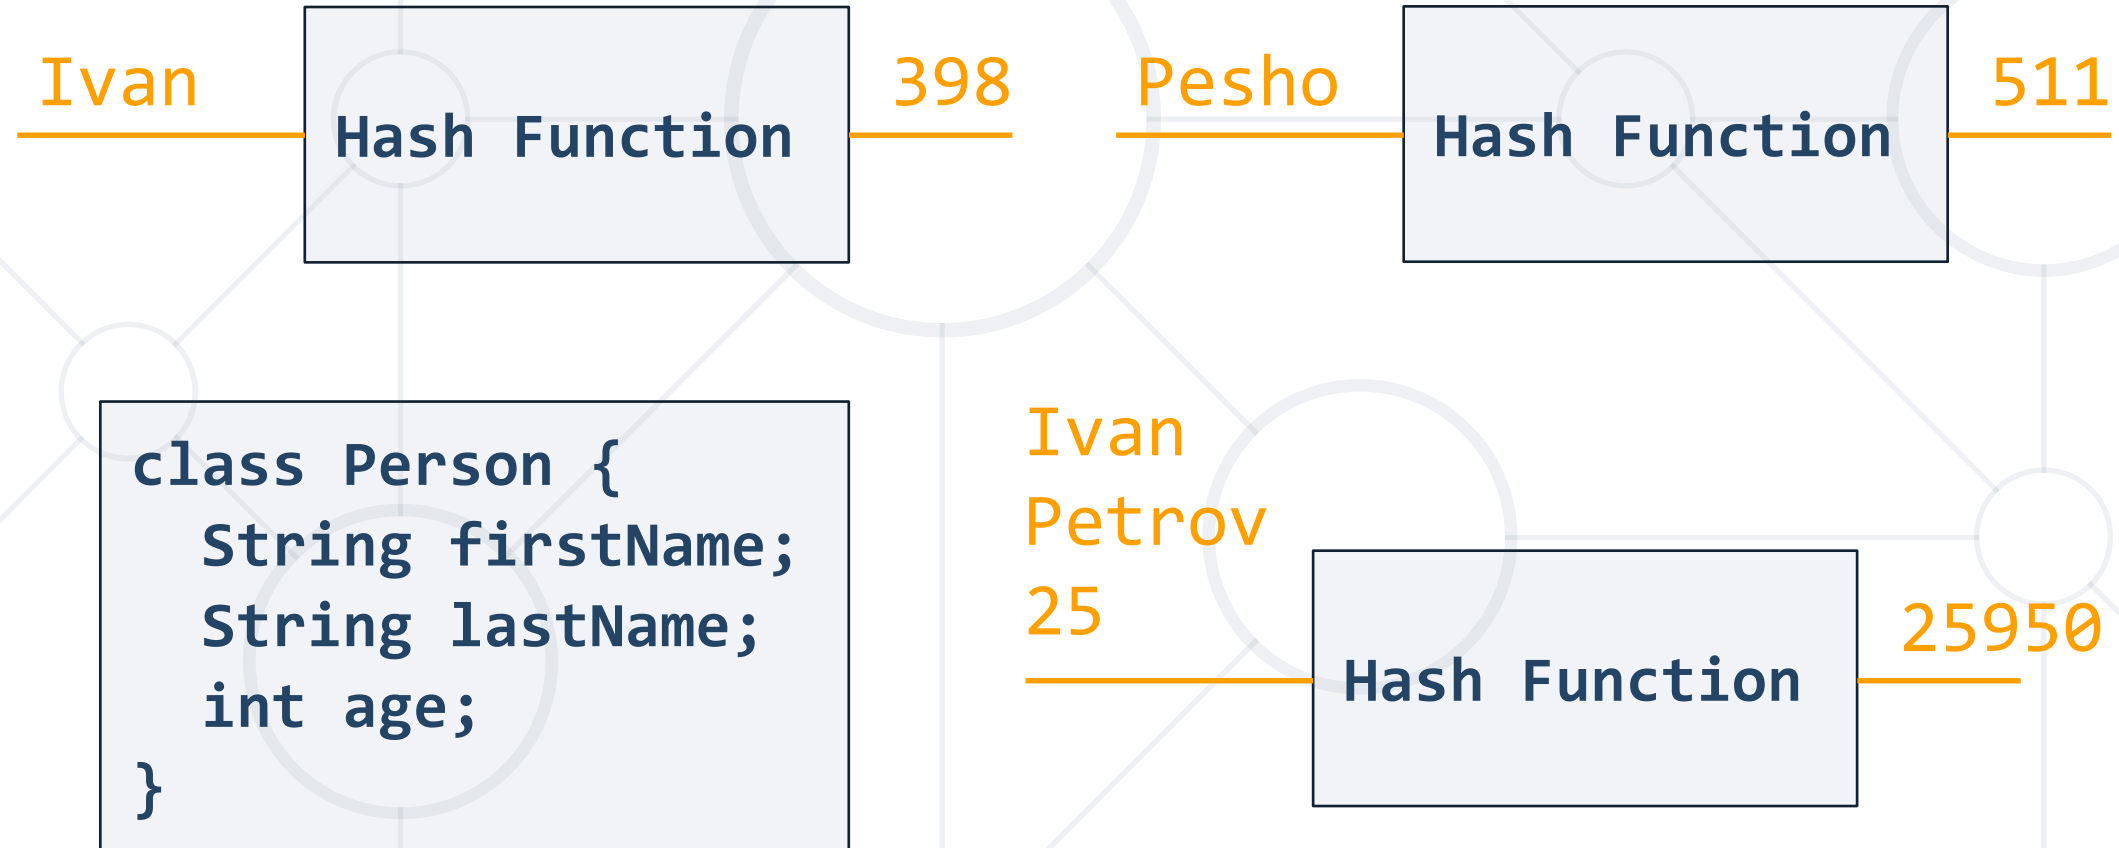 Ivan
Hash Function
398
Pesho
Hash Function
511
class Person {
  String firstName;
  String lastName;
  int age;
}
Ivan
Petrov
25
Hash Function
25950